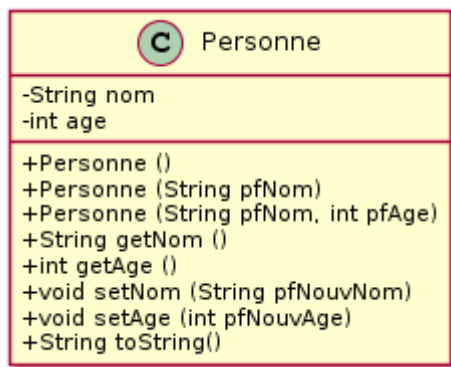 C Personne
-String nom
-int age
+Personne ()
+Personne (String pfNom)
+Personne (String pfNom, int pfAge)
+String getNom ()
+int getAge ()
+void setNom (String pfNouvNom)
+void setAge (int pfNouvAge)
+String toString()